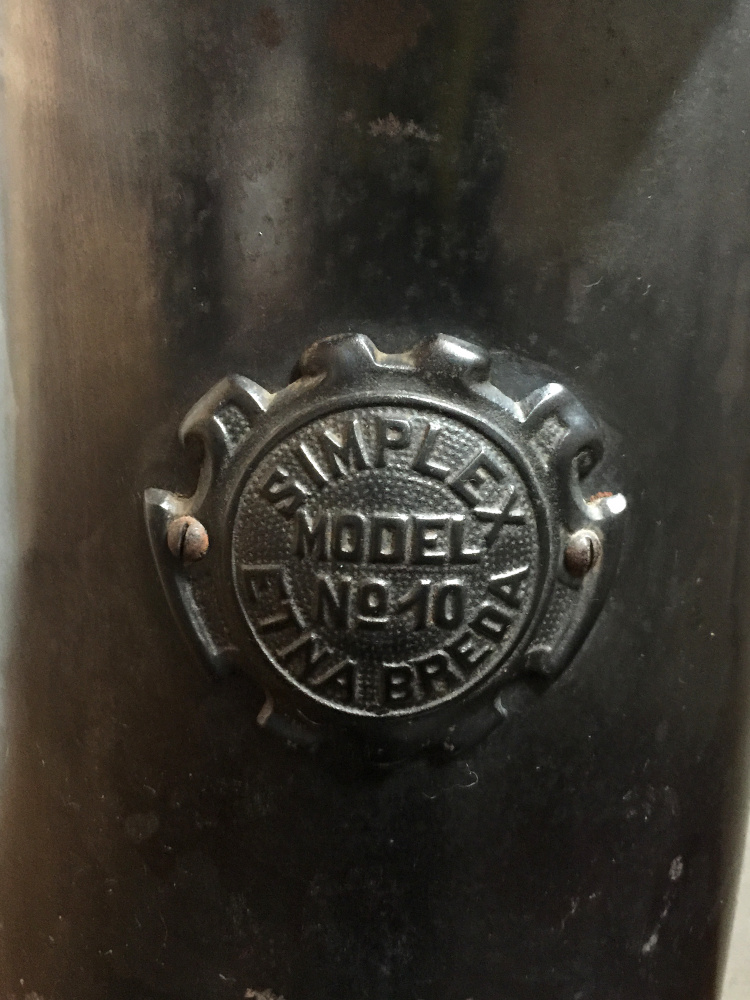 SIMPLEX
MODEL
Nº 10
ETNA BREDA